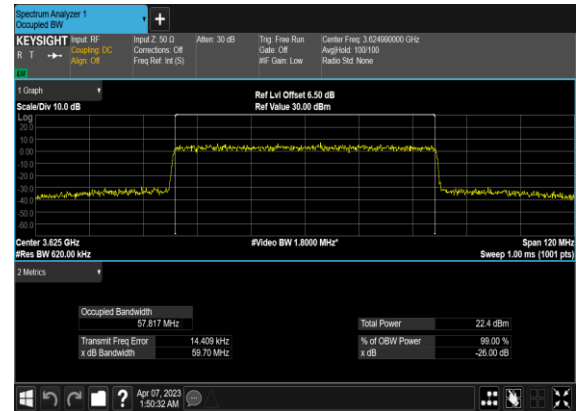 Spectrum Analyzer 1
Occupied BW
+
KEYSIGHT
R T
LXI
Input: RF
Coupling: DC
Align: Off
Input Z: 50 Ω
Corrections: Off
Freq Ref: Int (S)
Atten: 30 dB
Trig: Free Run
Gate: Off
#IF Gain: Low
Center Freq: 3.624990000 GHz
Avg|Hold: 100/100
Radio Std: None
1 Graph
Scale/Div 10.0 dB
Ref Lvl Offset 6.50 dB
Ref Value 30.00 dBm
Log
20.0
10.0
0.00
-10.0
-20.0
-30.0
-40.0
-50.0
-60.0
Center 3.625 GHz
#Res BW 620.00 kHz
#Video BW 1.8000 MHz*
Span 120 MHz
Sweep 1.00 ms (1001 pts)
2 Metrics
Occupied Bandwidth
57.817 MHz
Transmit Freq Error 14.409 kHz
x dB Bandwidth 59.70 MHz
Total Power 22.4 dBm
% of OBW Power 99.00 %
x dB -26.00 dB
?
Apr 07, 2023
1:50:32 AM